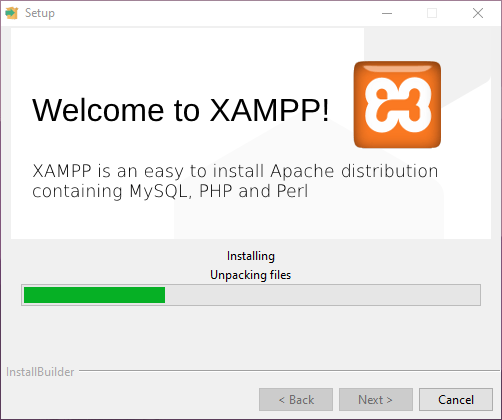 Setup
Welcome to XAMPP!
XAMPP is an easy to install Apache distribution
containing MySQL, PHP and Perl
Installing
Unpacking files
InstallBuilder
< Back
Next >
Cancel